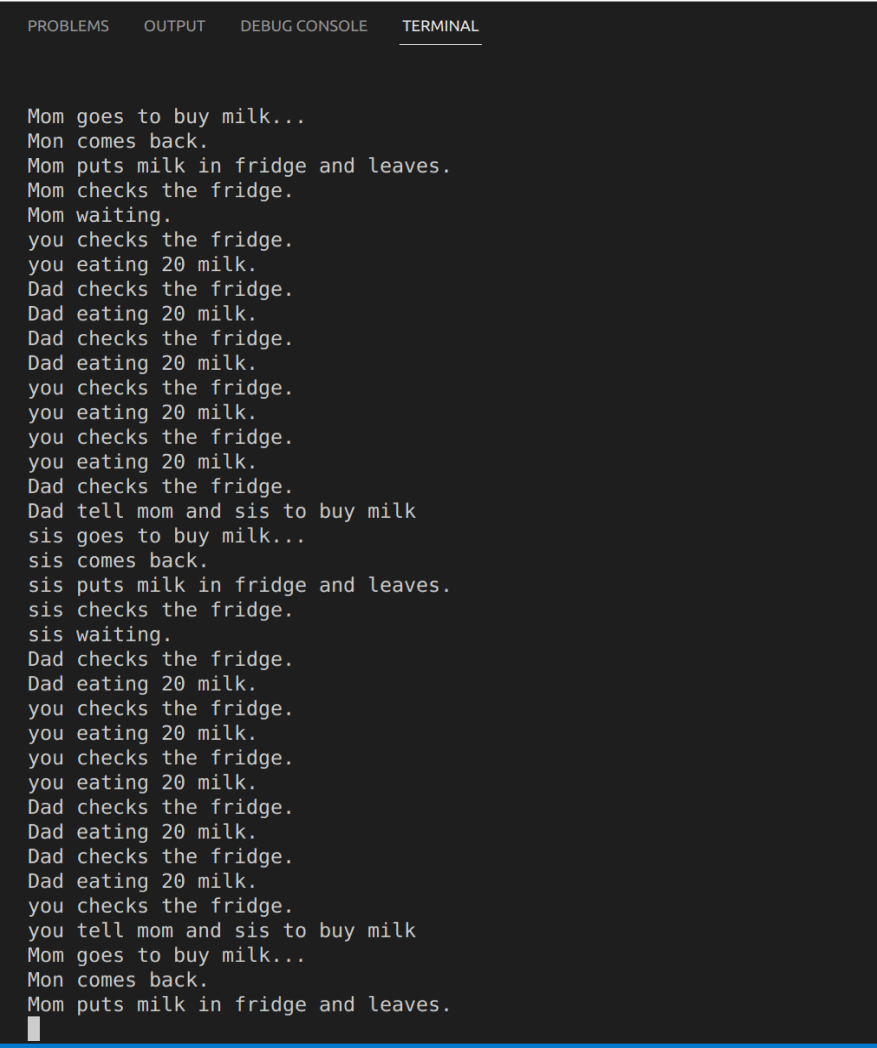 PROBLEMS OUTPUT DEBUG CONSOLE TERMINAL
Mom goes to buy milk...
Mon comes back.
Mom puts milk in fridge and leaves.
Mom checks the fridge.
Mom waiting.
you checks the fridge.
you eating 20 milk.
Dad checks the fridge.
Dad eating 20 milk.
Dad checks the fridge.
Dad eating 20 milk.
you checks the fridge.
you eating 20 milk.
you checks the fridge.
you eating 20 milk.
Dad checks the fridge.
Dad tell mom and sis to buy milk
sis goes to buy milk...
sis comes back.
sis puts milk in fridge and leaves.
sis checks the fridge.
sis waiting.
Dad checks the fridge.
Dad eating 20 milk.
you checks the fridge.
you eating 20 milk.
you checks the fridge.
you eating 20 milk.
Dad checks the fridge.
Dad eating 20 milk.
Dad checks the fridge.
Dad eating 20 milk.
you checks the fridge.
you tell mom and sis to buy milk
Mom goes to buy milk...
Mon comes back.
Mom puts milk in fridge and leaves.